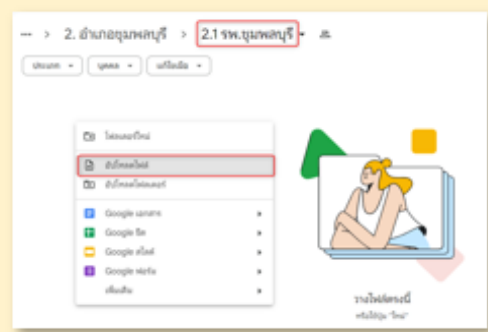 ··· > 2. อำเภอชุมพลบุรี > 2.1 รพ.ชุมพลบุรี
ประเภท
บุคคล
แก้ไขเมื่อ
โฟลเดอร์ใหม่
อัปโหลดไฟล์
อัปโหลดโฟลเดอร์
Google เอกสาร
Google ชีต
Google สไลด์
Google ฟอร์ม
เพิ่มเติม
วางไฟล์ตรงนี้
หรือใช้ปุ่ม "ใหม่"